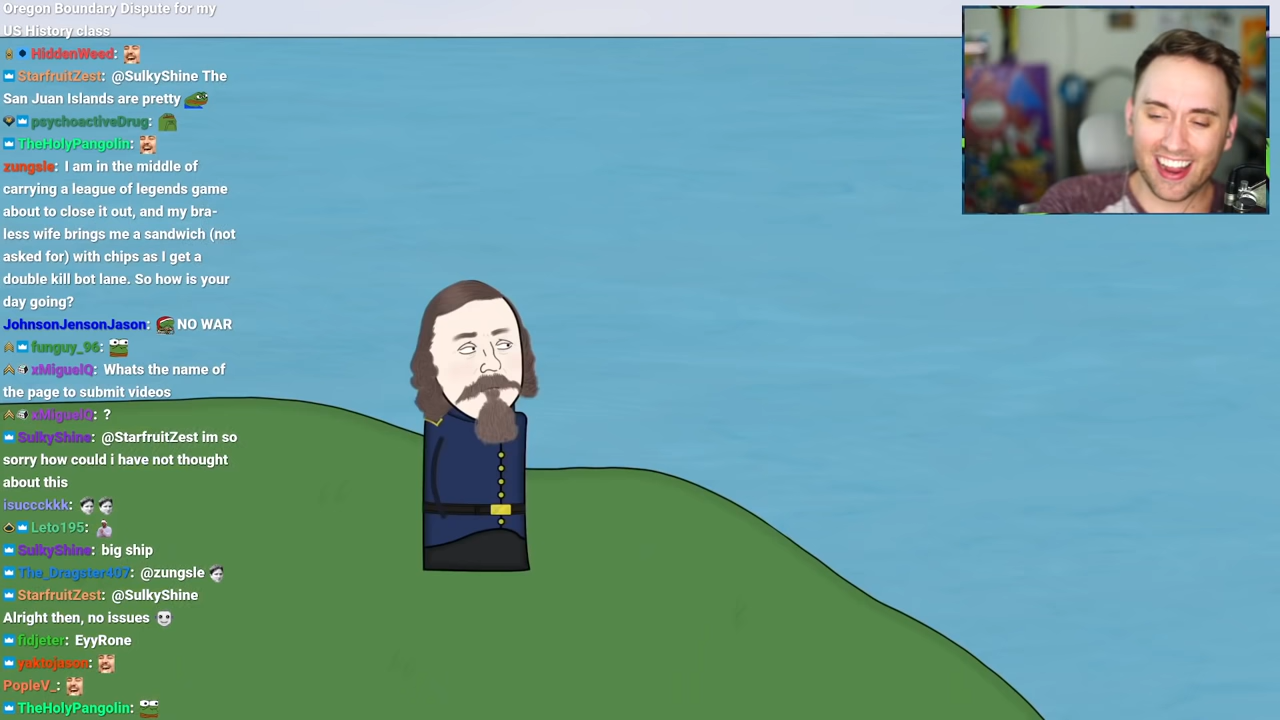 Oregon Boundary Dispute for my
US History class
HiddenWeed:
StarfruitZest: @SulkyShine The
San Juan Islands are pretty
psychoactiveDrug:
TheHolyPangolin:
zungsle: I am in the middle of
carrying a league of legends game
about to close it out, and my bra-
less wife brings me a sandwich (not
asked for) with chips as I get a
double kill bot lane. So how is your
day going?
JohnsonJensonJason: NO WAR
funguy_96:
xMiguelQ: Whats the name of
the page to submit videos
xMiguelQ: ?
SulkyShine: @StarfruitZest im so
sorry how could i have not thought
about this
isuccckkk:
Leto195:
SulkyShine: big ship
The_Dragster407: @zungsle
StarfruitZest: @SulkyShine
Alright then, no issues
fidjeter: EyyRone
yaktojason:
PopleV_:
TheHolyPangolin: